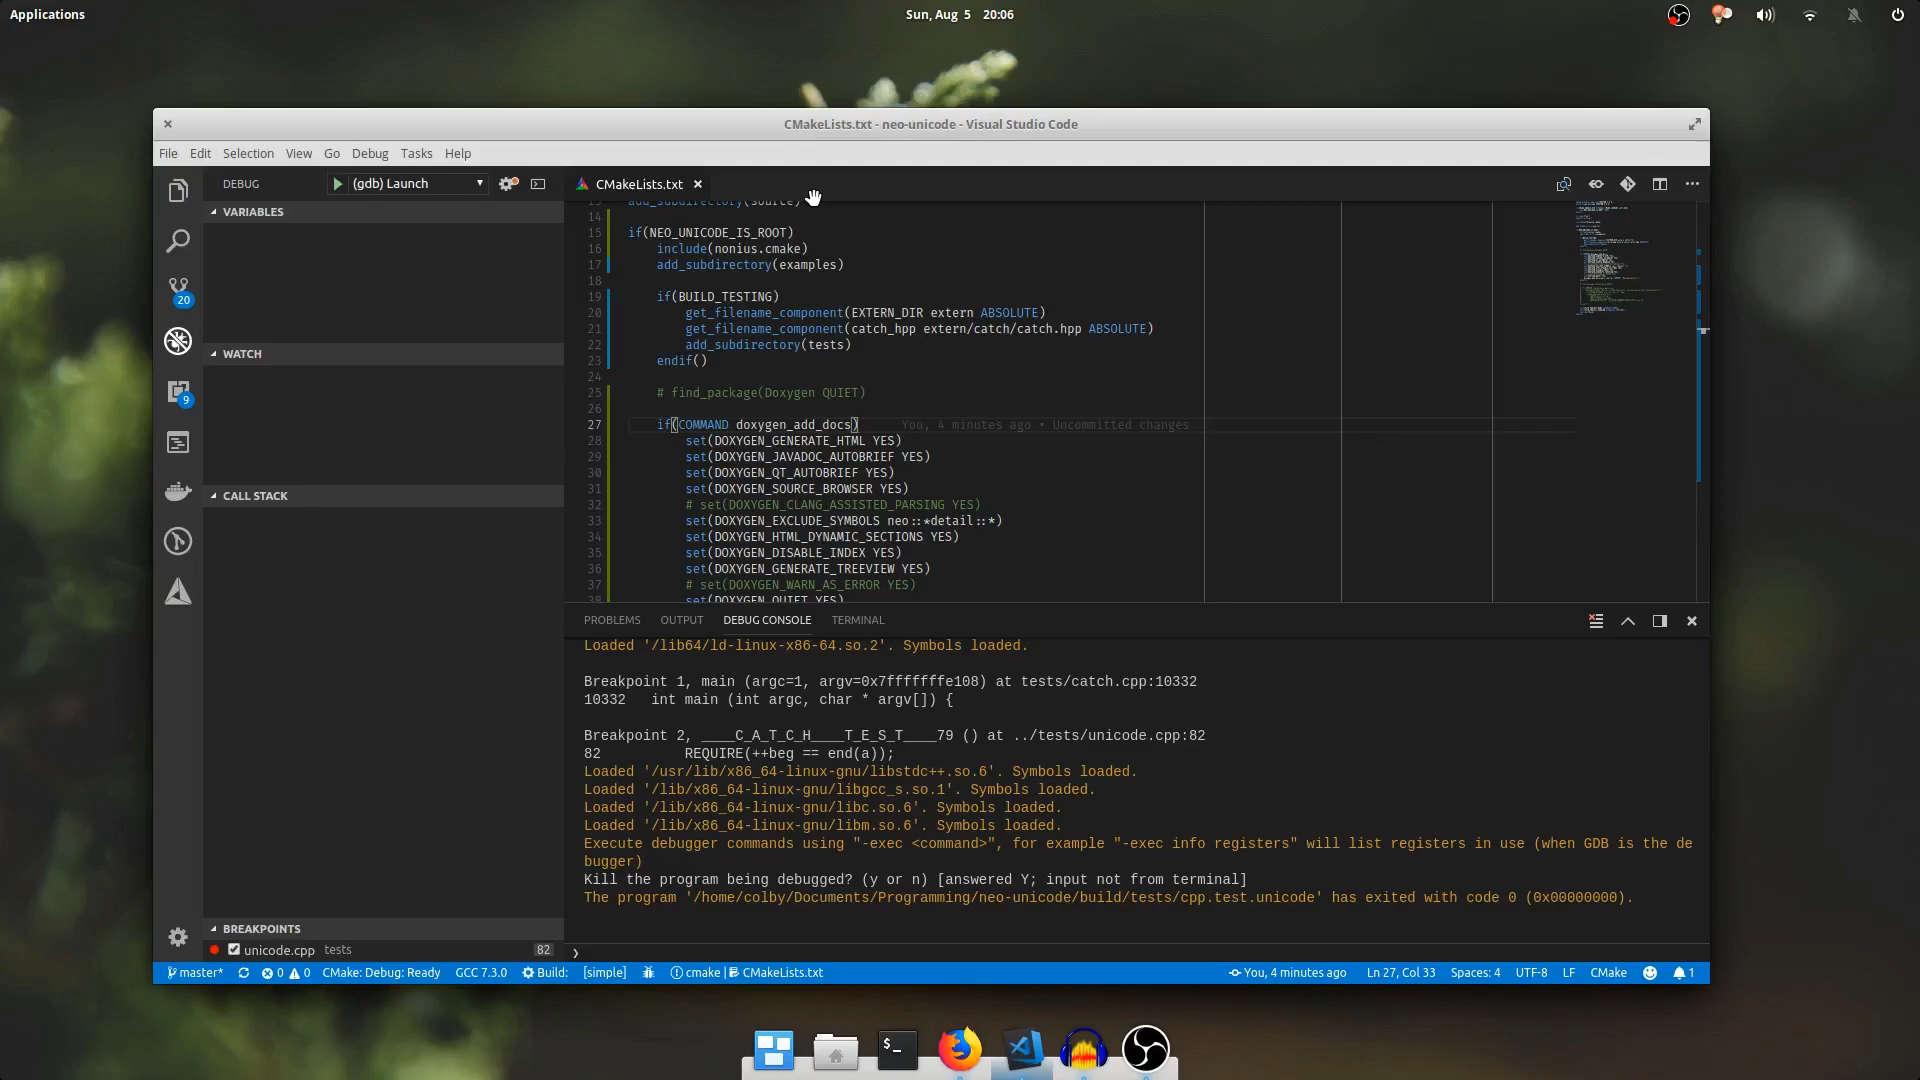 Applications
Sun, Aug 5 20:06
CMakeLists.txt - neo-unicode - Visual Studio Code
File Edit Selection View Go Debug Tasks Help
DEBUG (gdb) Launch
VARIABLES
WATCH
CALL STACK
BREAKPOINTS
unicode.cpp tests 82
20
9
CMakeLists.txt
13 add_subdirectory(source)
14
15 if(NEO_UNICODE_IS_ROOT)
16 include(nonius.cmake)
17 add_subdirectory(examples)
18
19 if(BUILD_TESTING)
20 get_filename_component(EXTERN_DIR extern ABSOLUTE)
21 get_filename_component(catch_hpp extern/catch/catch.hpp ABSOLUTE)
22 add_subdirectory(tests)
23 endif()
24
25 # find_package(Doxygen QUIET)
26
27 if(COMMAND doxygen_add_docs) You, 4 minutes ago • Uncommitted changes
28 set(DOXYGEN_GENERATE_HTML YES)
29 set(DOXYGEN_JAVADOC_AUTOBRIEF YES)
30 set(DOXYGEN_QT_AUTOBRIEF YES)
31 set(DOXYGEN_SOURCE_BROWSER YES)
32 # set(DOXYGEN_CLANG_ASSISTED_PARSING YES)
33 set(DOXYGEN_EXCLUDE_SYMBOLS neo::*detail::*)
34 set(DOXYGEN_HTML_DYNAMIC_SECTIONS YES)
35 set(DOXYGEN_DISABLE_INDEX YES)
36 set(DOXYGEN_GENERATE_TREEVIEW YES)
37 # set(DOXYGEN_WARN_AS_ERROR YES)
38 set(DOXYGEN_QUIET YES)
PROBLEMS OUTPUT DEBUG CONSOLE TERMINAL
Loaded '/lib64/ld-linux-x86-64.so.2'. Symbols loaded.
Breakpoint 1, main (argc=1, argv=0x7fffffffe108) at tests/catch.cpp:10332
10332 int main (int argc, char * argv[]) {
Breakpoint 2, ____C_A_T_C_H____T_E_S_T____79 () at ../tests/unicode.cpp:82
82 REQUIRE(++beg == end(a));
Loaded '/usr/lib/x86_64-linux-gnu/libstdc++.so.6'. Symbols loaded.
Loaded '/lib/x86_64-linux-gnu/libgcc_s.so.1'. Symbols loaded.
Loaded '/lib/x86_64-linux-gnu/libc.so.6'. Symbols loaded.
Loaded '/lib/x86_64-linux-gnu/libm.so.6'. Symbols loaded.
Execute debugger commands using "-exec <command>", for example "-exec info registers" will list registers in use (when GDB is the de
bugger)
Kill the program being debugged? (y or n) [answered Y; input not from terminal]
The program '/home/colby/Documents/Programming/neo-unicode/build/tests/cpp.test.unicode' has exited with code 0 (0x00000000).
master* 0 0 CMake: Debug: Ready GCC 7.3.0 Build: [simple] cmake | CMakeLists.txt You, 4 minutes ago Ln 27, Col 33 Spaces: 4 UTF-8 LF CMake 1